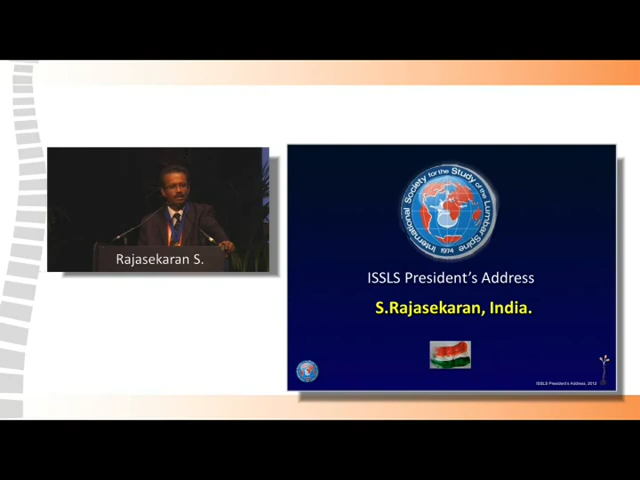 Rajasekaran S.
International Society for the Study of the Lumbar Spine
1974
ISSLS President's Address
S.Rajasekaran, India.
ISSLS President's Address, 2012